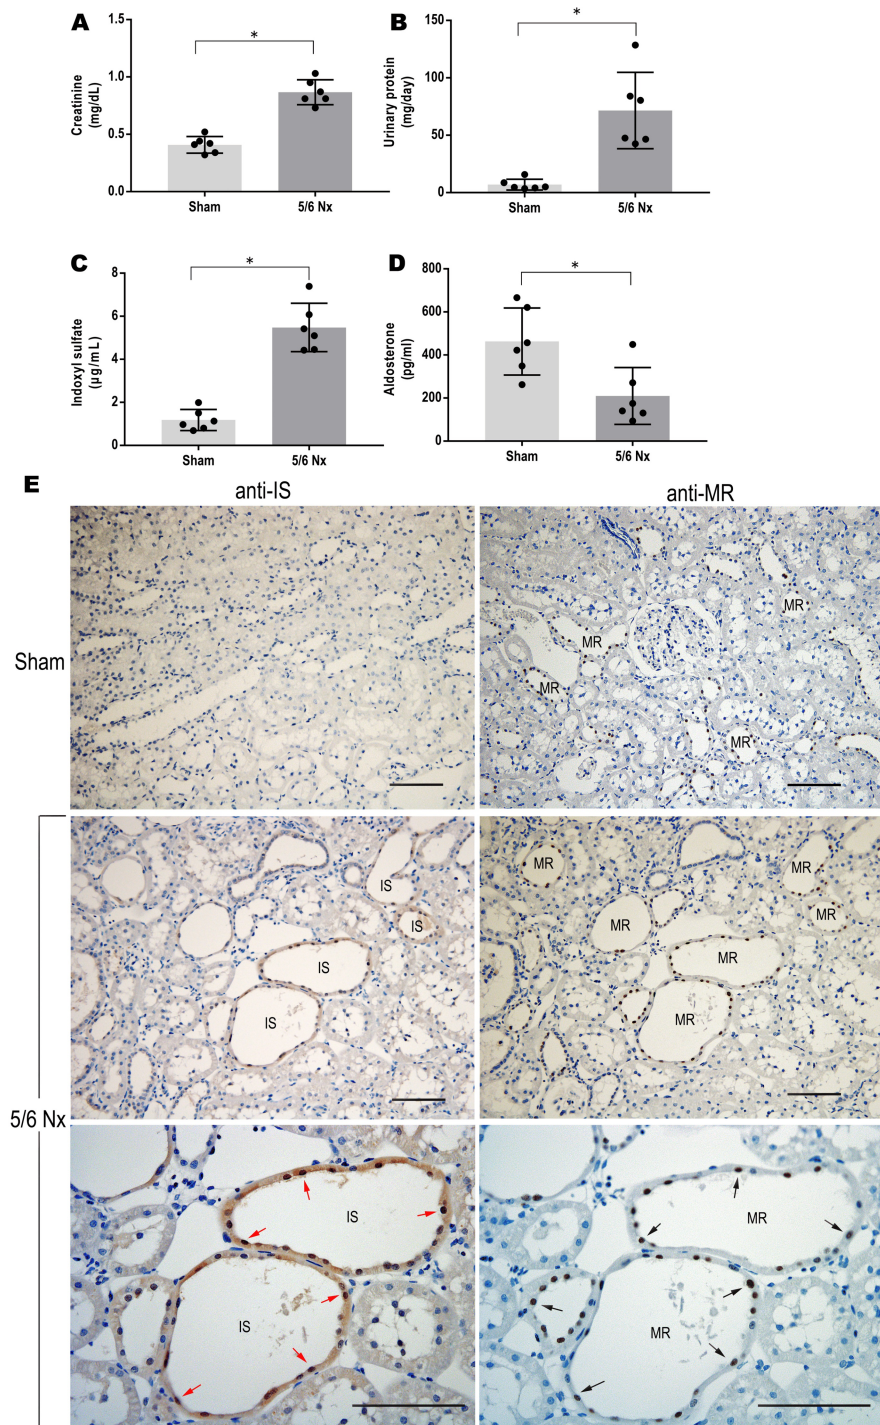 A
Creatinine
(mg/dL)
1.5
1.0
0.5
0.0
*
Sham
5/6 Nx
B
Urinary protein
(mg/day)
150
100
50
0
*
Sham
5/6 Nx
C
Indoxyl sulfate
(µg/mL)
8
6
4
2
0
*
Sham
5/6 Nx
D
Aldosterone
(pg/ml)
800
600
400
200
0
*
Sham
5/6 Nx
E
anti-IS
anti-MR
Sham
MR
MR
MR
MR
5/6 Nx
IS
IS
IS
IS
MR
MR
MR
MR
MR
MR
IS
IS
MR
MR